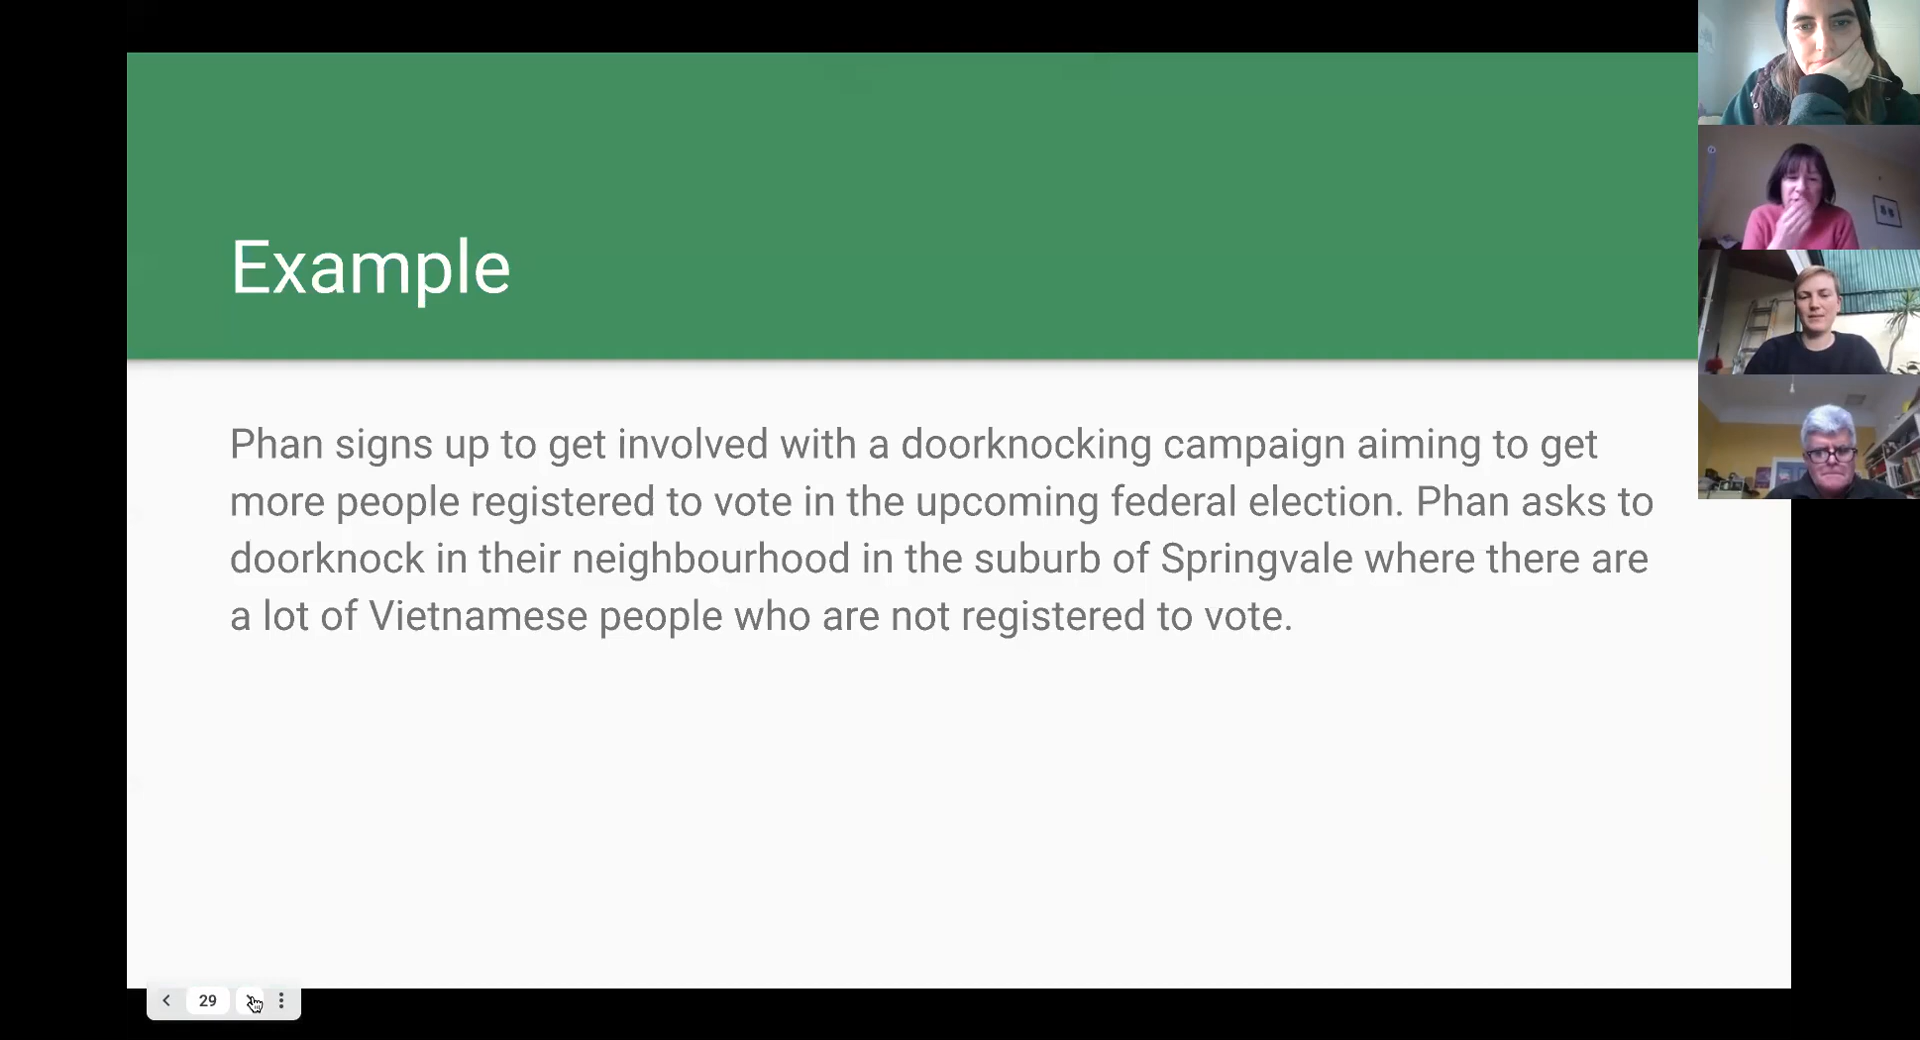 Example
Phan signs up to get involved with a doorknocking campaign aiming to get
more people registered to vote in the upcoming federal election. Phan asks to
doorknock in their neighbourhood in the suburb of Springvale where there are
a lot of Vietnamese people who are not registered to vote.
29